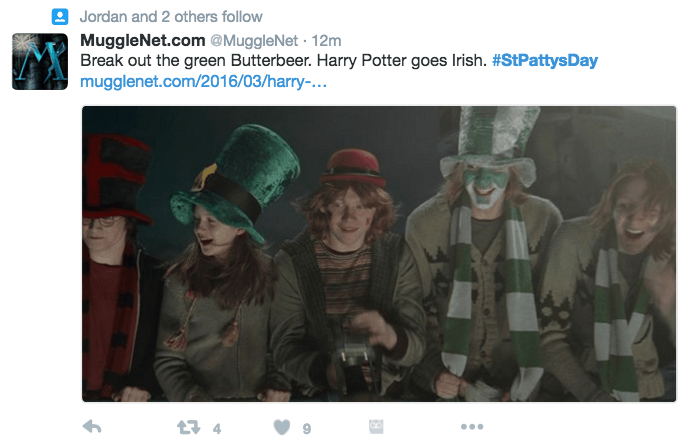 Jordan and 2 others follow
MuggleNet.com @MuggleNet · 12m
Break out the green Butterbeer. Harry Potter goes Irish. #StPattysDay
mugglenet.com/2016/03/harry-...
4
9